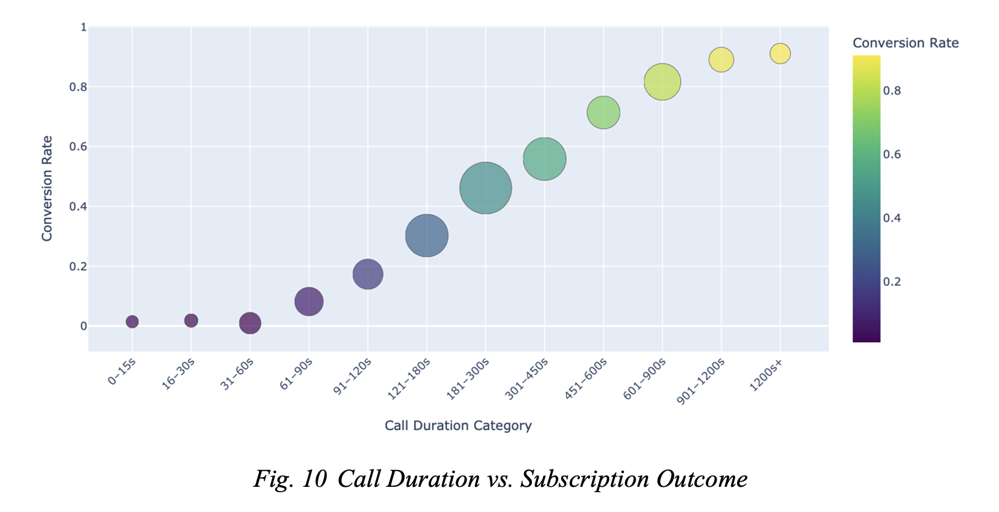 Conversion Rate
1
0.8
0.6
0.4
0.2
0
Conversion Rate
0.8
0.6
0.4
0.2
0−15s
16−30s
31−60s
61−90s
91−120s
121−180s
181−300s
301−450s
451−600s
601−900s
901−1200s
1200s+
Call Duration Category
Fig. 10 Call Duration vs. Subscription Outcome